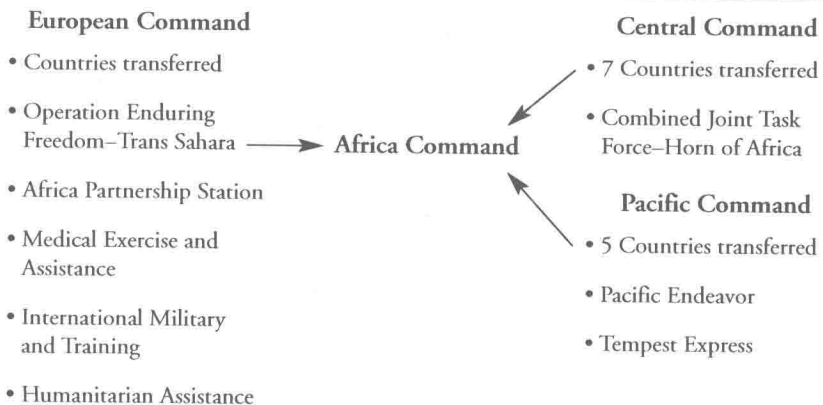 European Command
• Countries transferred
• Operation Enduring
Freedom–Trans Sahara
• Africa Partnership Station
• Medical Exercise and
Assistance
• International Military
and Training
• Humanitarian Assistance
Africa Command
Central Command
• 7 Countries transferred
• Combined Joint Task
Force–Horn of Africa
Pacific Command
• 5 Countries transferred
• Pacific Endeavor
• Tempest Express